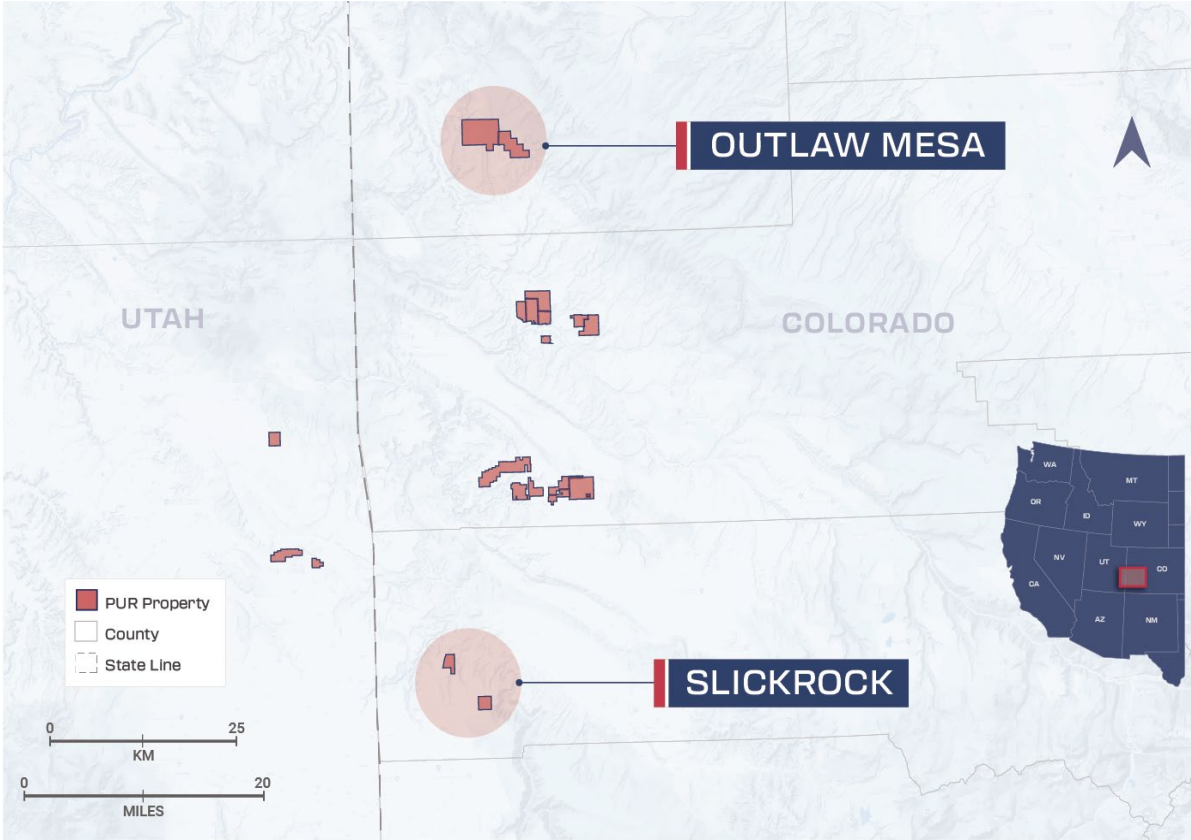 OUTLAW MESA
UTAH
COLORADO
WA
MT
OR
ID
WY
NV
UT
CO
CA
AZ
NM
PUR Property
County
State Line
SLICKROCK
0 25
KM
0 20
MILES